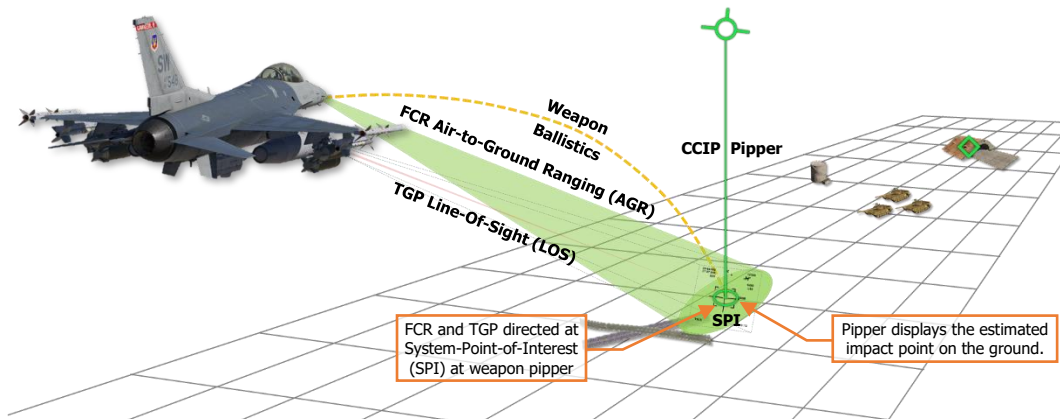 SW
Weapon
Ballistics
FCR Air-to-Ground Ranging (AGR)
CCIP Pipper
TGP Line-Of-Sight (LOS)
SPI
FCR and TGP directed at
System-Point-of-Interest
(SPI) at weapon pipper
Pipper displays the estimated
impact point on the ground.